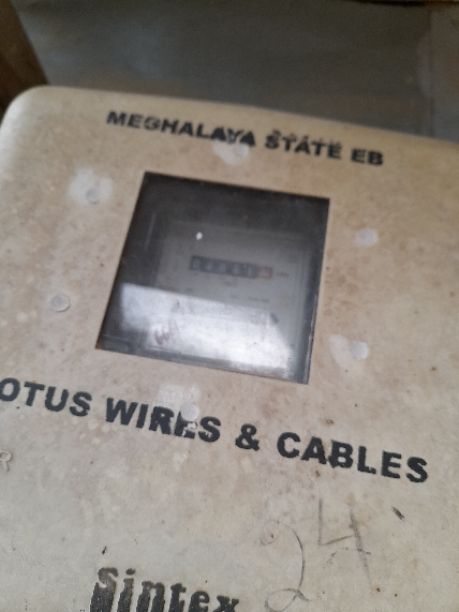 MEGHALAYA STATE EB
OTUS WIRES & CABLES
R
24
Sintex